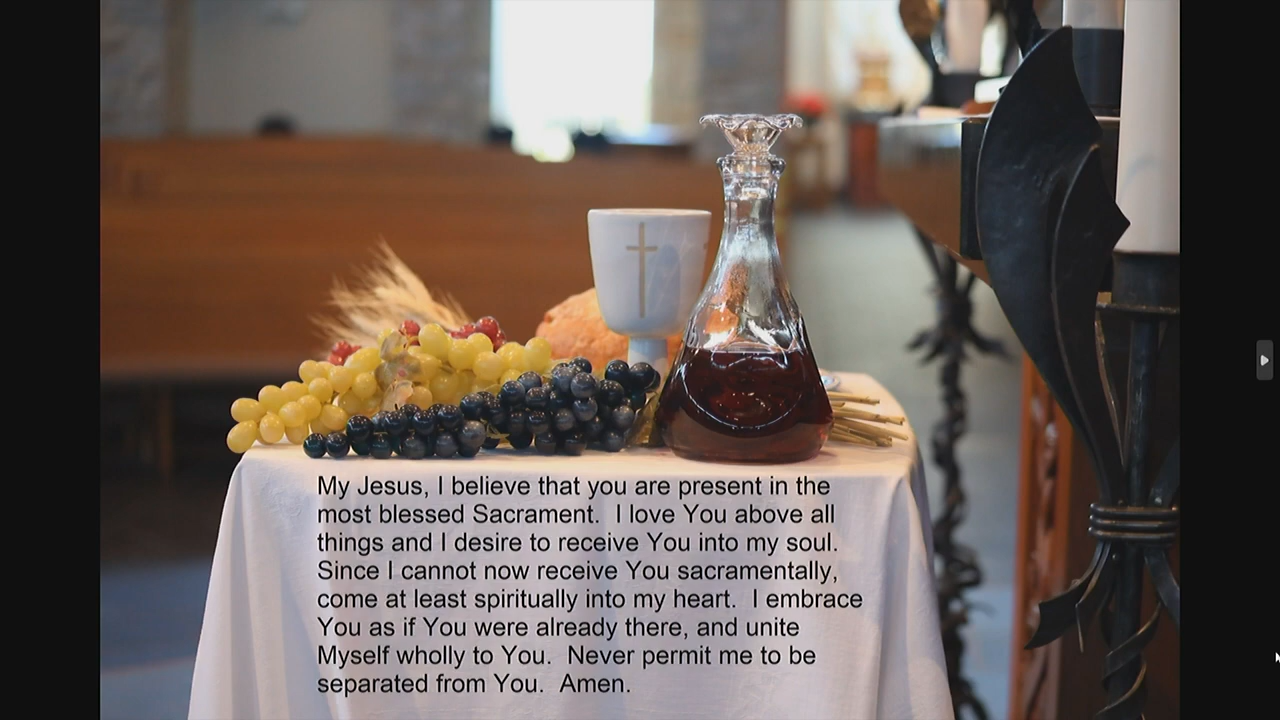 My Jesus, I believe that you are present in the
most blessed Sacrament.  I love You above all
things and I desire to receive You into my soul.
Since I cannot now receive You sacramentally,
come at least spiritually into my heart.  I embrace
You as if You were already there, and unite
Myself wholly to You.  Never permit me to be
separated from You.  Amen.